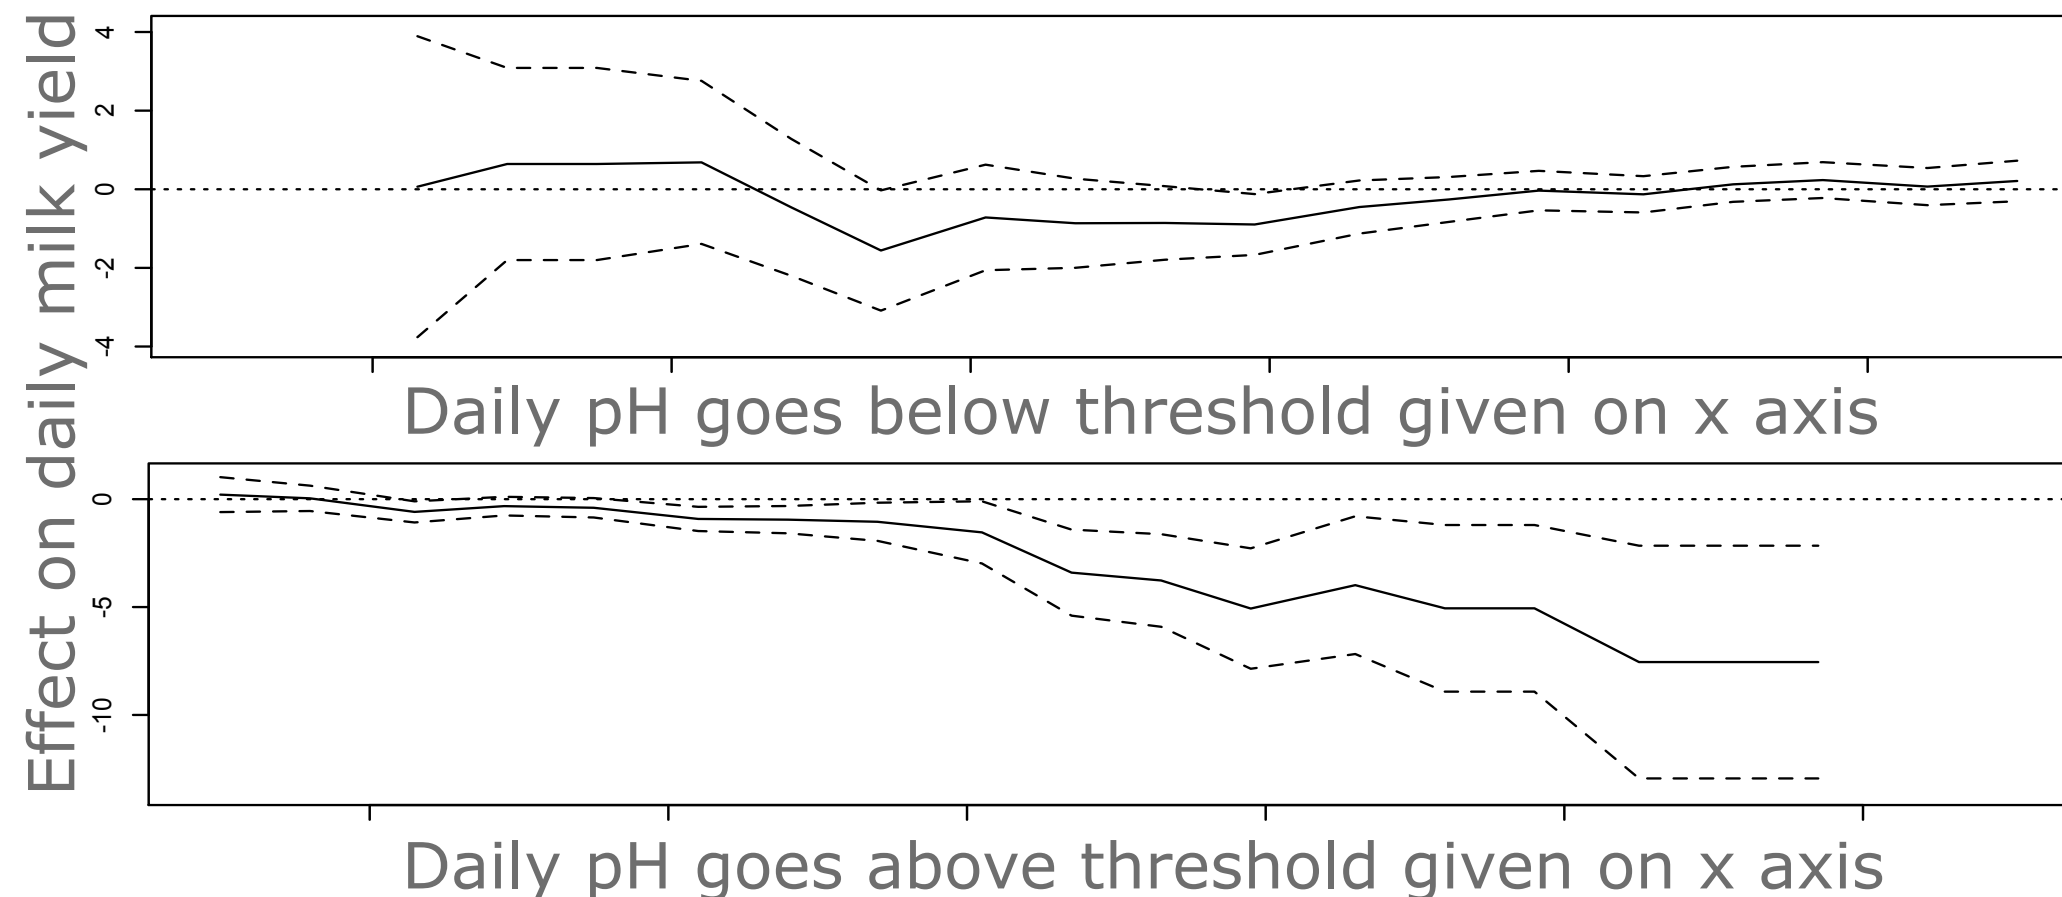 Effect on daily milk yield
4
2
0
-2
-4
Daily pH goes below threshold given on x axis
0
-5
-10
Daily pH goes above threshold given on x axis